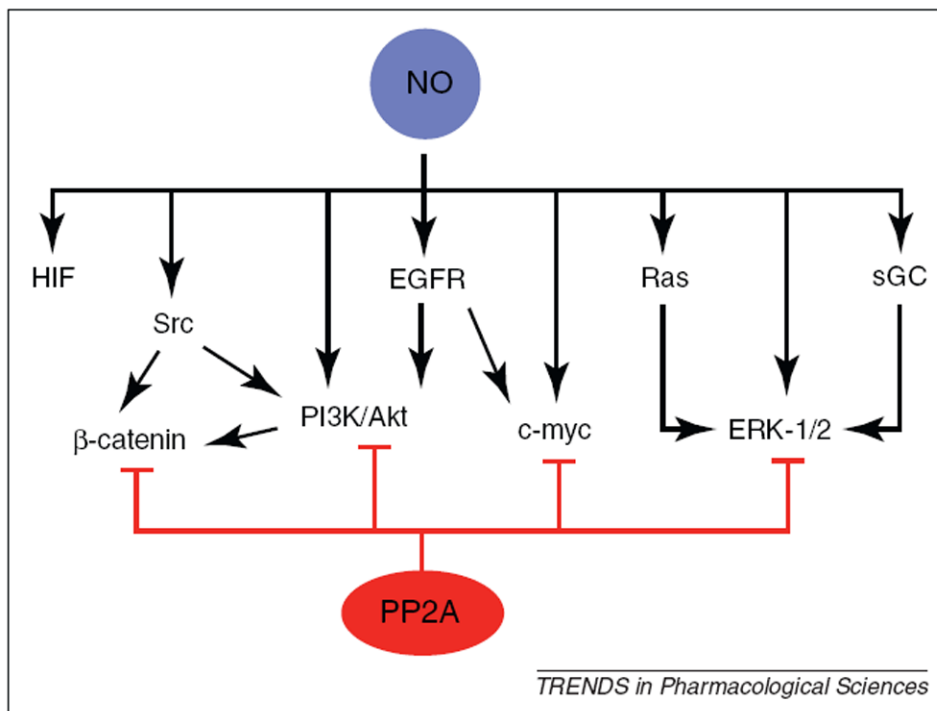 NO
HIF
EGFR
Ras
sGC
Src
PI3K/Akt
β-catenin
c-myc
ERK-1/2
PP2A
TRENDS in Pharmacological Sciences